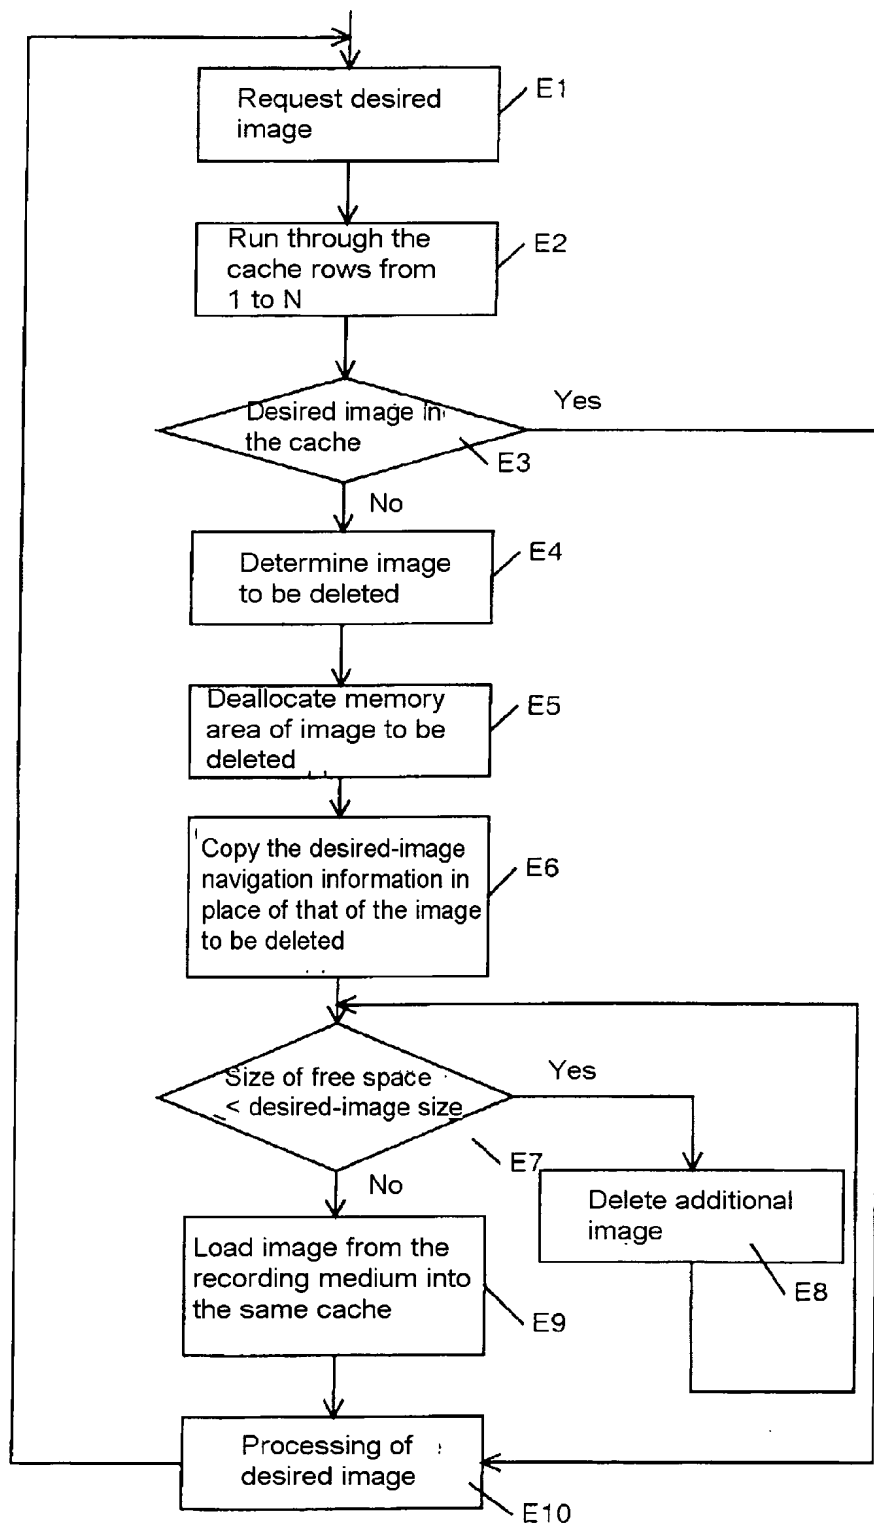 Request desired
image
E1
Run through the
cache rows from
1 to N
E2
Desired image in
the cache
Yes
E3
No
Determine image
to be deleted
E4
Deallocate memory
area of image to be
deleted
E5
Copy the desired-image
navigation information in
place of that of the image
to be deleted
E6
Size of free space
< desired-image size
Yes
E7
No
Delete additional
image
E8
Load image from the
recording medium into
the same cache
E9
Processing of
desired image
E10